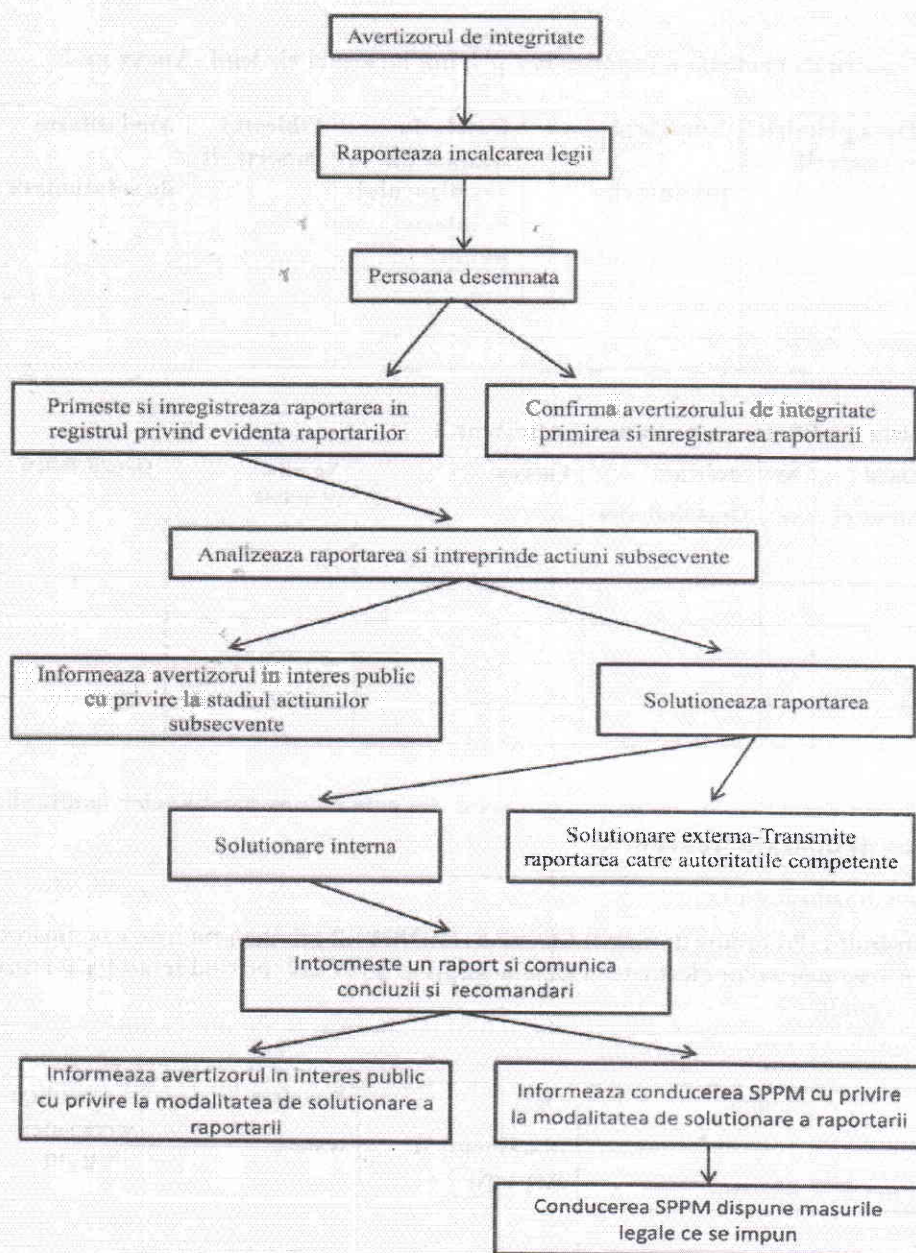 Avertizorul de integritate
Raporteaza incalcarea legii
Persoana desemnata
Primeste si inregistreaza raportarea in
registrul privind evidenta raportarilor
Confirma avertizorului de integritate
primirea si inregistrarea raportarii
Analizeaza raportarea si intreprinde actiuni subsecvente
Informeaza avertizorul in interes public
cu privire la stadiul actiunilor
subsecvente
Solutioneaza raportarea
Solutionare interna
Solutionare externa-Transmite
raportarea catre autoritatile competente
Intocmeste un raport si comunica
concluzii si recomandari
Informeaza avertizorul in interes public
cu privire la modalitatea de solutionare a
raportarii
Informeaza conducerea SPPM cu privire
la modalitatea de solutionare a raportarii
Conducerea SPPM dispune masurile
legale ce se impun